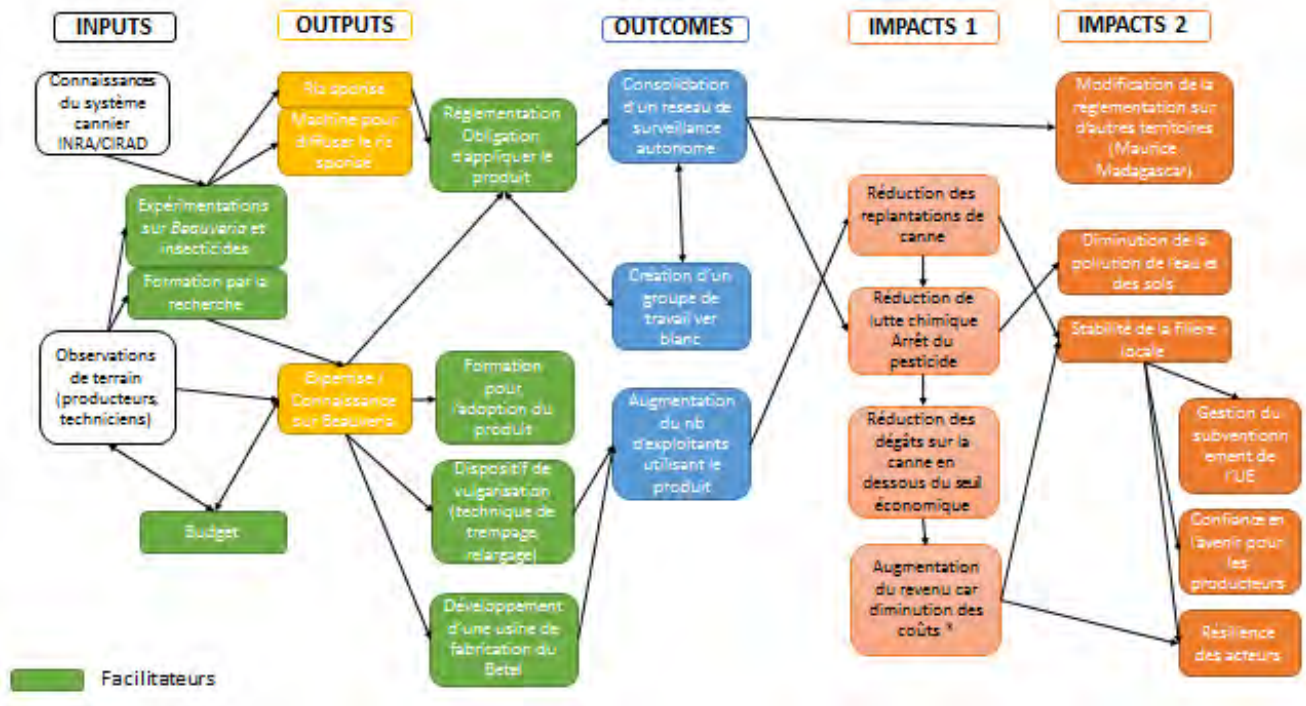 INPUTS
OUTPUTS
OUTCOMES
IMPACTS 1
IMPACTS 2
Connaissances
du système
cannier
INRA/CIRAD
Expérimentations
sur Beauveria et
insecticides
Formation par la
recherche
Observations
de terrain
(producteurs,
techniciens)
Budget
Riz sporisé
Machine pour
diffuser le riz
sporisé
Expertise /
Connaissance
sur Beauveria
Règlementation
Obligation
d'appliquer le
produit
Formation
pour
l'adoption du
produit
Dispositif de
vulgarisation
(technique de
trempage,
relargage)
Développement
d'une usine de
fabrication du
Betel
Consolidation
d'un réseau de
surveillance
autonome
Création d'un
groupe de
travail ver
blanc
Augmentation
du nb
d'exploitants
utilisant le
produit
Réduction des
replantations de
canne
Réduction de
lutte chimique
Arrêt du
pesticide
Réduction des
dégâts sur la
canne en
dessous du seuil
économique
Augmentation
du revenu car
diminution des
coûts *
Modification de la
règlementation sur
d'autres territoires
(Maurice
Madagascar)
Diminution de la
pollution de l'eau et
des sols
Stabilité de la filière
locale
Gestion du
subventionn
ement de
l'UE
Confiance en
l'avenir pour
les
producteurs
Résilience
des acteurs
Facilitateurs